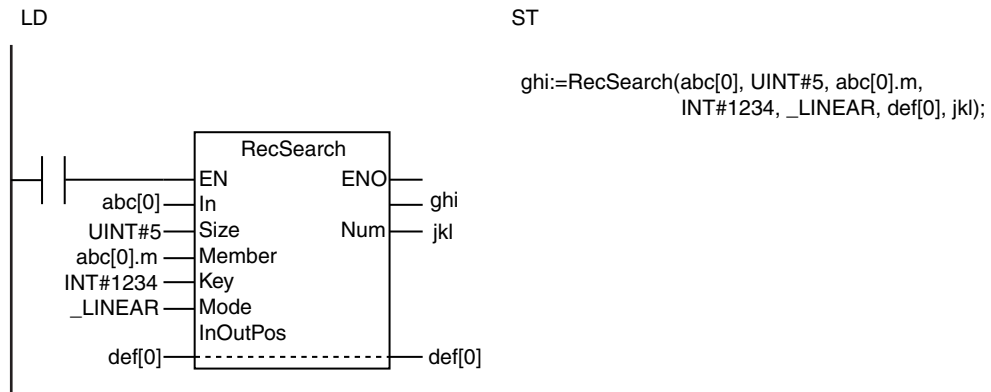 LD
ST
ghi:=RecSearch(abc[0], UINT#5, abc[0].m,
INT#1234, _LINEAR, def[0], jkl);
RecSearch
EN ENO
abc[0] In ghi
UINT#5 Size Num jkl
abc[0].m Member
INT#1234 Key
_LINEAR Mode
InOutPos
def[0] def[0]